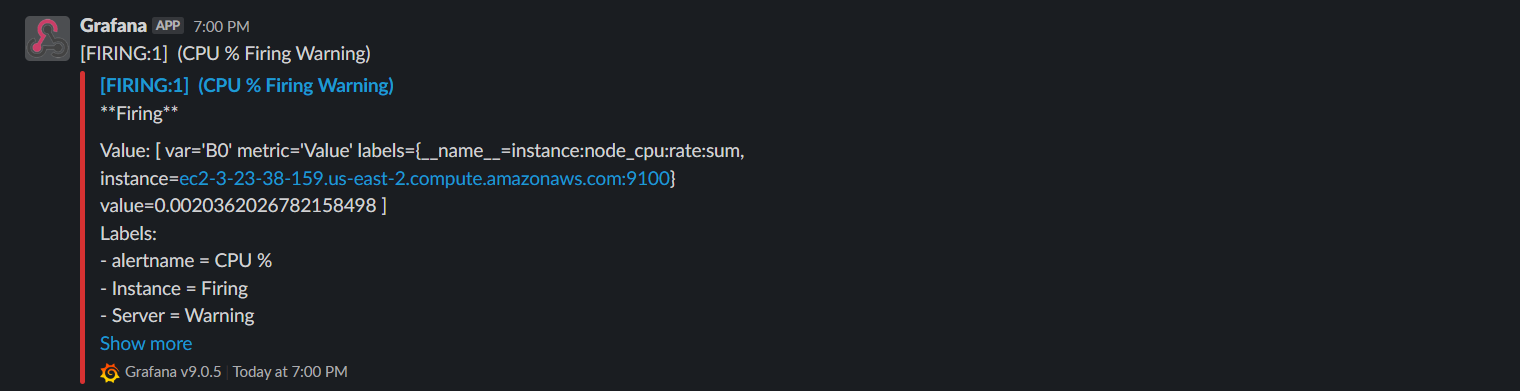 Grafana APP 7:00 PM
[FIRING:1] (CPU % Firing Warning)
[FIRING:1] (CPU % Firing Warning)
**Firing**
Value: [ var='B0' metric='Value' labels={__name__=instance:node_cpu:rate:sum,
instance=ec2-3-23-38-159.us-east-2.compute.amazonaws.com:9100}
value=0.0020362026782158498 ]
Labels:
- alertname = CPU %
- Instance = Firing
- Server = Warning
Show more
Grafana v9.0.5 | Today at 7:00 PM